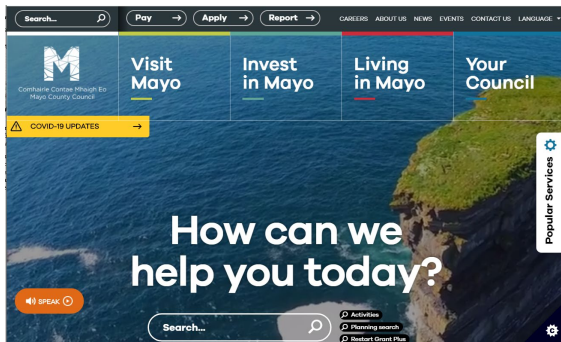 Search...
Pay → Apply → Report →
CAREERS ABOUT US NEWS EVENTS CONTACT US LANGUAGE
M
Comhairle Contae Mhaigh Eo
Mayo County Council
Visit
Mayo
Invest
in Mayo
Living
in Mayo
Your
Council
COVID-19 UPDATES →
Popular Services
How can we
help you today?
SPEAK
Search...
Activities
Planning search
Restart Grant Plus